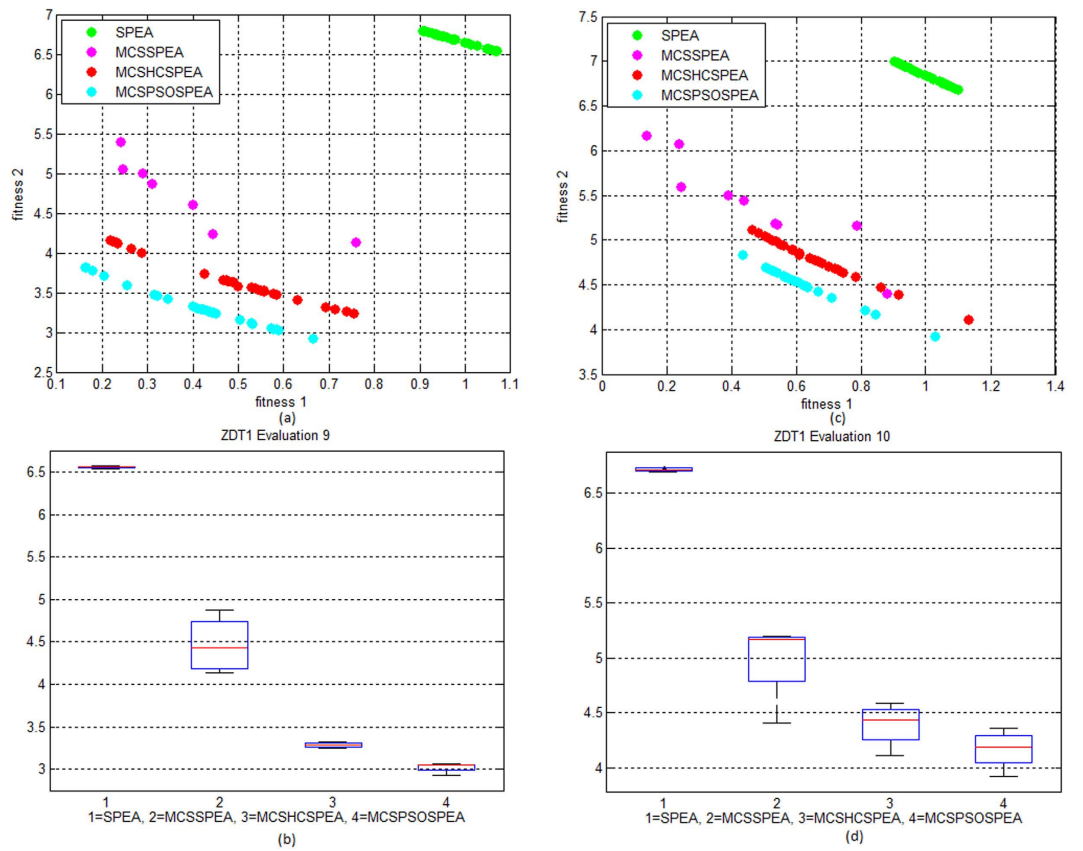 SPEA
MCSSPEA
MCSHCSPEA
MCSPSOSPEA
7
6.5
6
5.5
5
4.5
4
3.5
3
2.5
fitness 2
0.1 0.2 0.3 0.4 0.5 0.6 0.7 0.8 0.9 1 1.1
fitness 1
(a)
SPEA
MCSSPEA
MCSHCSPEA
MCSPSOSPEA
7.5
7
6.5
6
5.5
5
4.5
4
3.5
fitness 2
0 0.2 0.4 0.6 0.8 1 1.2 1.4
fitness 1
(c)
ZDT1 Evaluation 9
6.5
6
5.5
5
4.5
4
3.5
3
1 2 3 4
1=SPEA, 2=MCSSPEA, 3=MCSHCSPEA, 4=MCSPSOSPEA
(b)
ZDT1 Evaluation 10
6.5
6
5.5
5
4.5
4
1 2 3 4
1=SPEA, 2=MCSSPEA, 3=MCSHCSPEA, 4=MCSPSOSPEA
(d)